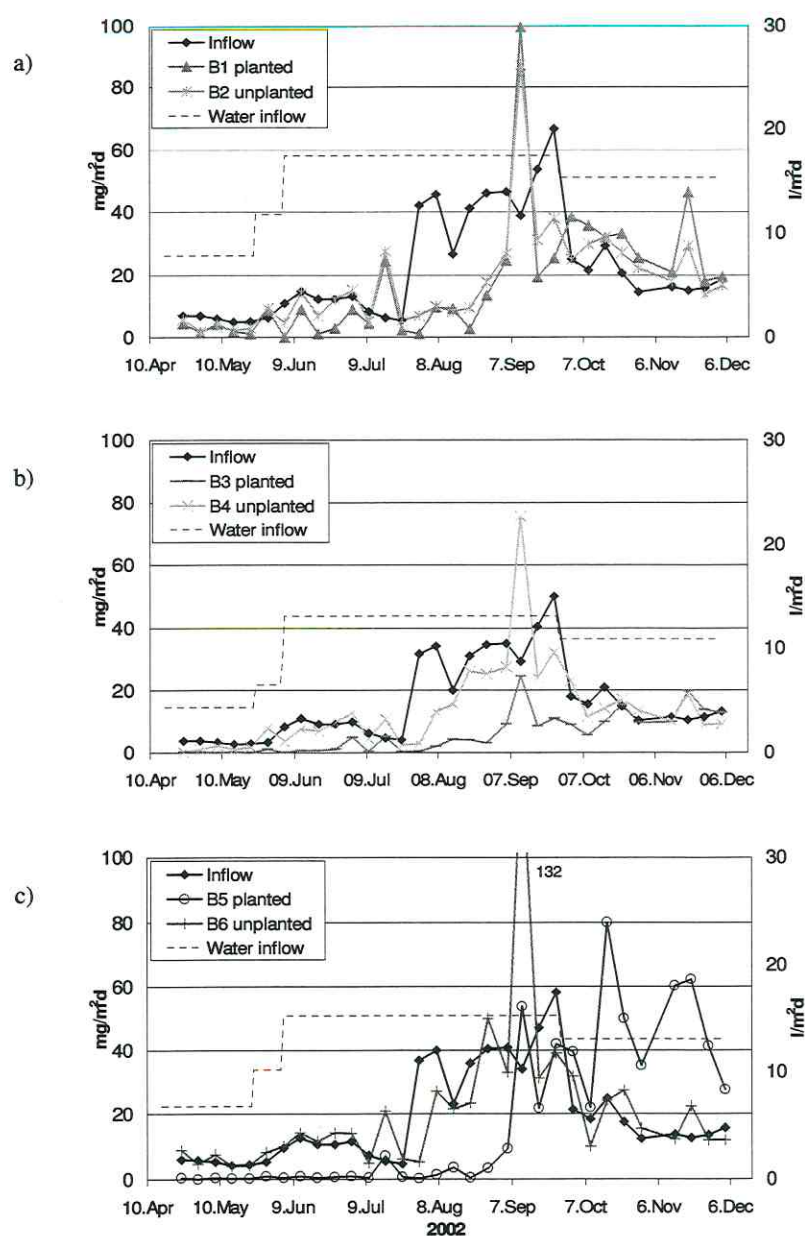 a)
100
80
60
40
20
0
mg/m²d
Inflow
B1 planted
B2 unplanted
Water inflow
30
20
10
0
l/m²d
10.Apr 10.May 9.Jun 9.Jul 8.Aug 7.Sep 7.Oct 6.Nov 6.Dec
b)
100
80
60
40
20
0
mg/m²d
Inflow
B3 planted
B4 unplanted
Water inflow
30
20
10
0
l/m²d
10.Apr 10.May 09.Jun 09.Jul 08.Aug 07.Sep 07.Oct 06.Nov 06.Dec
c)
100
80
60
40
20
0
mg/m²d
Inflow
B5 planted
B6 unplanted
Water inflow
132
30
20
10
0
l/m²d
10.Apr 10.May 9.Jun 9.Jul 8.Aug 7.Sep 7.Oct 6.Nov 6.Dec
2002